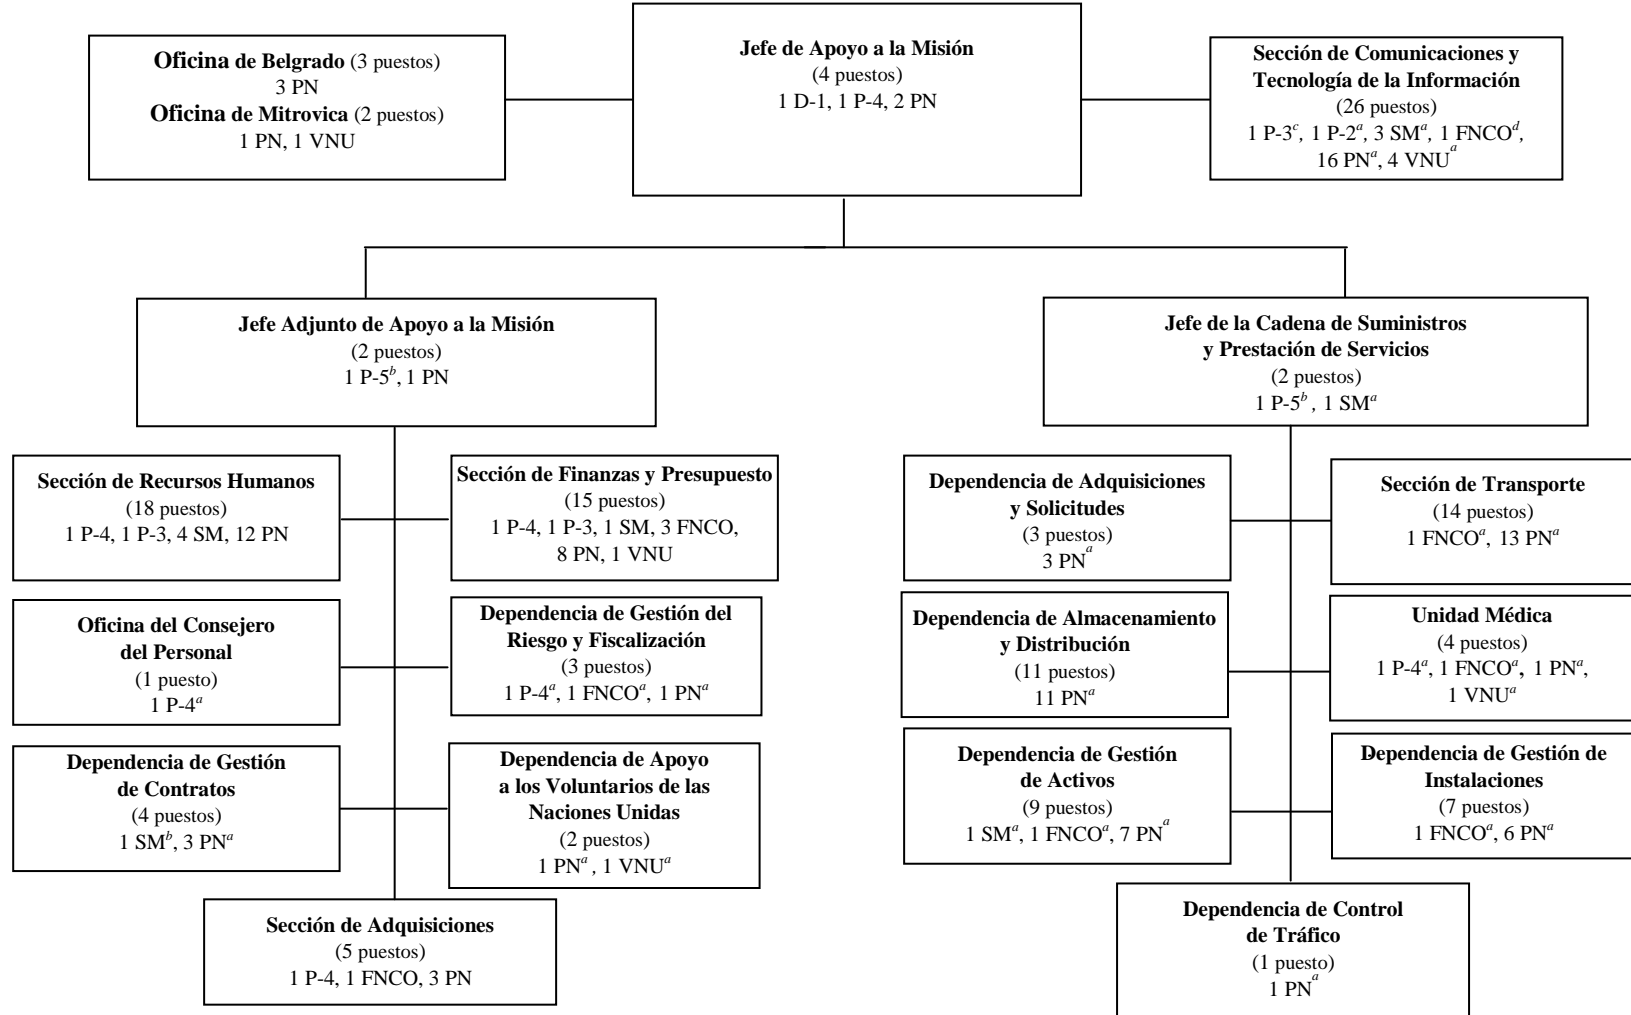 Oficina de Belgrado (3 puestos)
3 PN
Oficina de Mitrovica (2 puestos)
1 PN, 1 VNU
Jefe de Apoyo a la Misión
(4 puestos)
1 D-1, 1 P-4, 2 PN
Sección de Comunicaciones y
Tecnología de la Información
(26 puestos)
1 P-3c, 1 P-2a, 3 SMa, 1 FNCOd,
16 PNa, 4 VNUa
Jefe Adjunto de Apoyo a la Misión
(2 puestos)
1 P-5b, 1 PN
Jefe de la Cadena de Suministros
y Prestación de Servicios
(2 puestos)
1 P-5b, 1 SMa
Sección de Recursos Humanos
(18 puestos)
1 P-4, 1 P-3, 4 SM, 12 PN
Sección de Finanzas y Presupuesto
(15 puestos)
1 P-4, 1 P-3, 1 SM, 3 FNCO,
8 PN, 1 VNU
Dependencia de Adquisiciones
y Solicitudes
(3 puestos)
3 PNa
Sección de Transporte
(14 puestos)
1 FNCOa, 13 PNa
Oficina del Consejero
del Personal
(1 puesto)
1 P-4a
Dependencia de Gestión del
Riesgo y Fiscalización
(3 puestos)
1 P-4a, 1 FNCOa, 1 PNa
Dependencia de Almacenamiento
y Distribución
(11 puestos)
11 PNa
Unidad Médica
(4 puestos)
1 P-4a, 1 FNCOa, 1 PNa,
1 VNUa
Dependencia de Gestión
de Contratos
(4 puestos)
1 SMb, 3 PNa
Dependencia de Apoyo
a los Voluntarios de las
Naciones Unidas
(2 puestos)
1 PNa, 1 VNUa
Dependencia de Gestión
de Activos
(9 puestos)
1 SMa, 1 FNCOa, 7 PNa
Dependencia de Gestión de
Instalaciones
(7 puestos)
1 FNCOa, 6 PNa
Sección de Adquisiciones
(5 puestos)
1 P-4, 1 FNCO, 3 PN
Dependencia de Control
de Tráfico
(1 puesto)
1 PNa